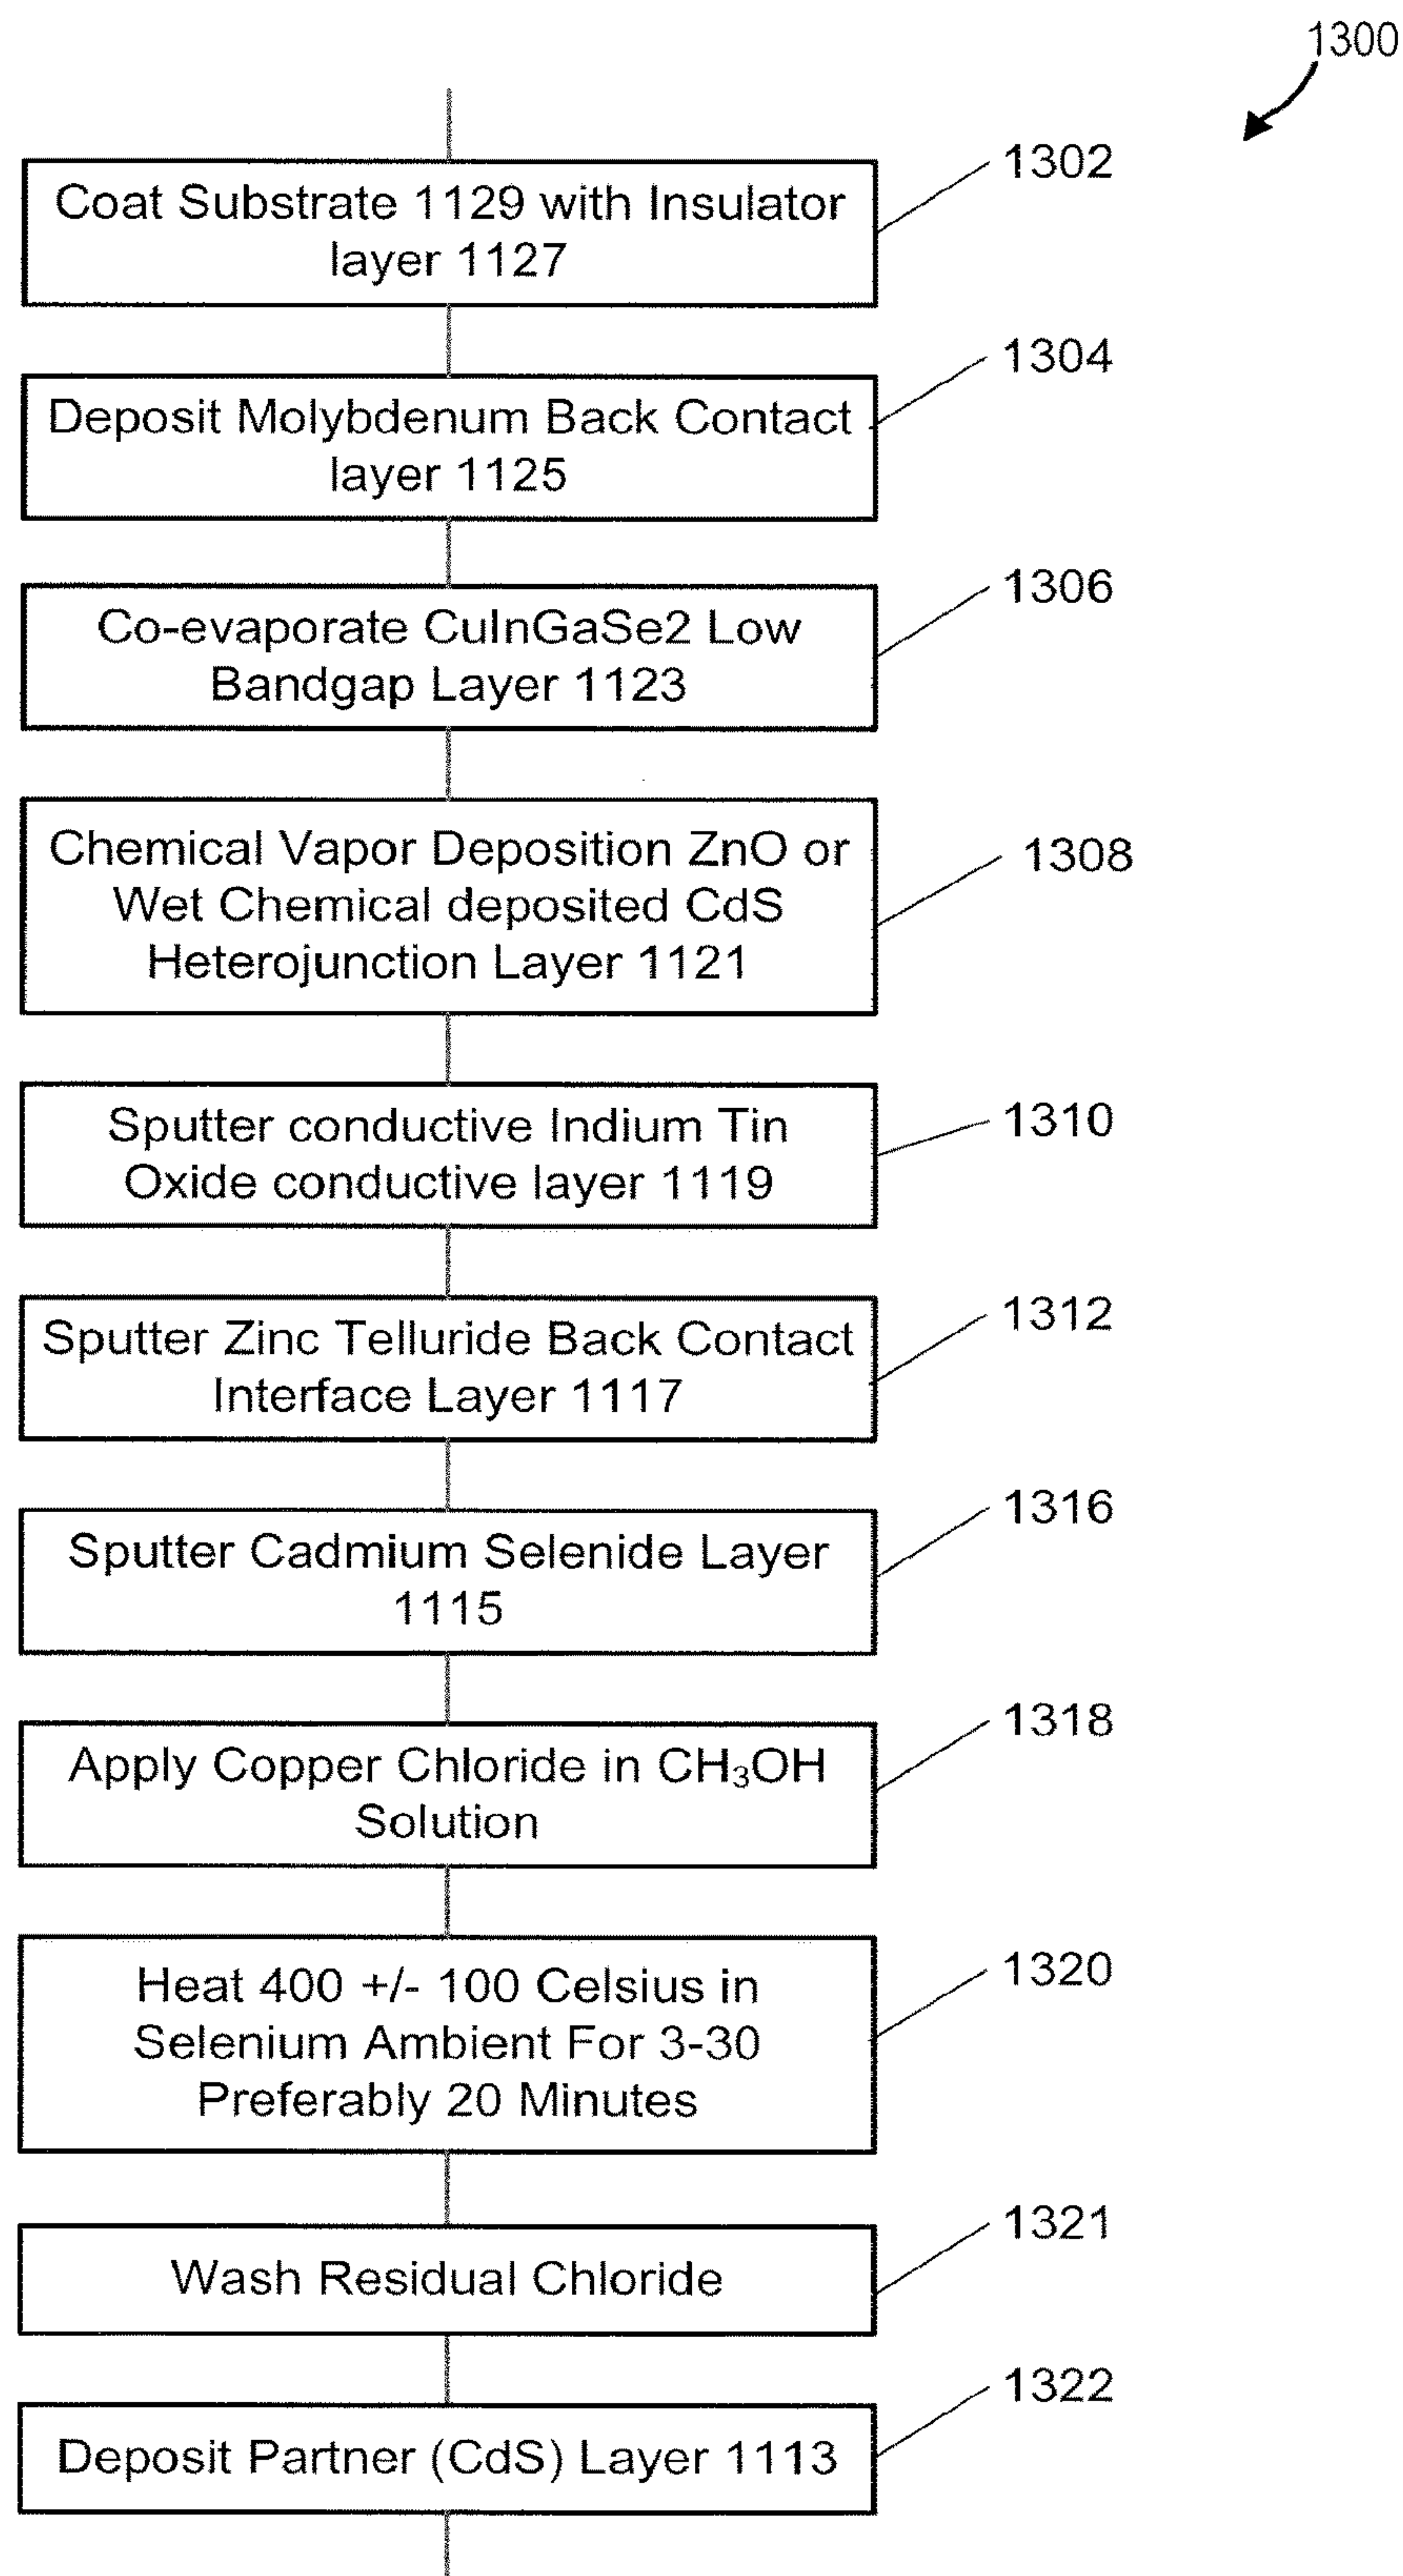 1300
Coat Substrate 1129 with Insulator
layer 1127
1302
Deposit Molybdenum Back Contact
layer 1125
1304
Co-evaporate CuInGaSe2 Low
Bandgap Layer 1123
1306
Chemical Vapor Deposition ZnO or
Wet Chemical deposited CdS
Heterojunction Layer 1121
1308
Sputter conductive Indium Tin
Oxide conductive layer 1119
1310
Sputter Zinc Telluride Back Contact
Interface Layer 1117
1312
Sputter Cadmium Selenide Layer
1115
1316
Apply Copper Chloride in CH₃OH
Solution
1318
Heat 400 +/- 100 Celsius in
Selenium Ambient For 3-30
Preferably 20 Minutes
1320
Wash Residual Chloride
1321
Deposit Partner (CdS) Layer 1113
1322